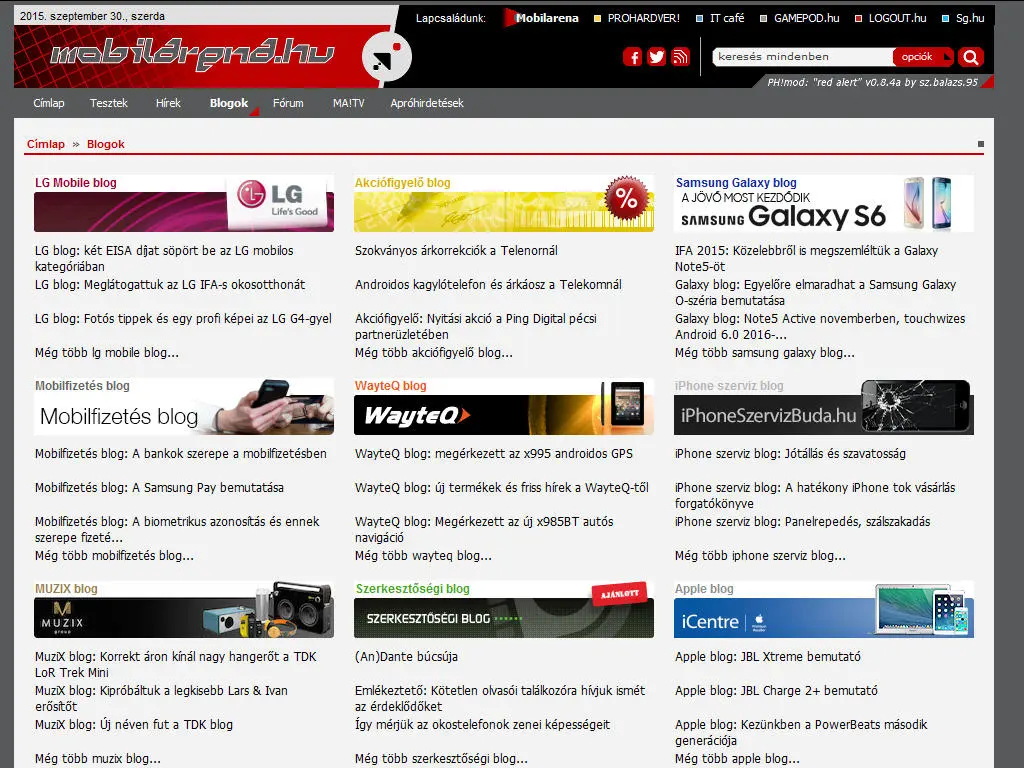 2015. szeptember 30., szerda
Lapcsaládunk: Mobilarena PROHARDVER! IT café GAMEPOD.hu LOGOUT.hu Sg.hu
mobilaréna.hu
keresés mindenben opciók
PH!mod: "red alert" v0.8.4a by sz.balazs.95
Címlap Tesztek Hírek Blogok Fórum MA!TV Apróhirdetések
Címlap » Blogok
LG Mobile blog
LG
Life's Good
LG blog: két EISA díjat söpört be az LG mobilos
kategóriában
LG blog: Meglátogattuk az LG IFA-s okosotthonát
LG blog: Fotós tippek és egy profi képei az LG G4-gyel
Még több lg mobile blog...
Akciófigyelő blog
%
Szokványos árkorrekciók a Telenornál
Androidos kagylótelefon és árkáosz a Telekomnál
Akciófigyelő: Nyitási akció a Ping Digital pécsi
partnerüzletében
Még több akciófigyelő blog...
Samsung Galaxy blog
A JÖVŐ MOST KEZDŐDIK
SAMSUNG Galaxy S6
IFA 2015: Közelebbről is megszemléltük a Galaxy
Note5-öt
Galaxy blog: Egyelőre elmaradhat a Samsung Galaxy
O-széria bemutatása
Galaxy blog: Note5 Active novemberben, touchwizes
Android 6.0 2016-...
Még több samsung galaxy blog...
Mobilfizetés blog
Mobilfizetés blog
Mobilfizetés blog: A bankok szerepe a mobilfizetésben
Mobilfizetés blog: A Samsung Pay bemutatása
Mobilfizetés blog: A biometrikus azonosítás és ennek
szerepe fizeté...
Még több mobilfizetés blog...
WayteQ blog
WayteQ
WayteQ blog: megérkezett az x995 androidos GPS
WayteQ blog: új termékek és friss hírek a WayteQ-től
WayteQ blog: Megérkezett az új x985BT autós
navigáció
Még több wayteq blog...
iPhone szerviz blog
iPhoneSzervizBuda.hu
iPhone szerviz blog: Jótállás és szavatosság
iPhone szerviz blog: A hatékony iPhone tok vásárlás
forgatókönyve
iPhone szerviz blog: Panelrepedés, szálszakadás
Még több iphone szerviz blog...
MUZIX blog
M
MUZIX
group
MuziX blog: Korrekt áron kínál nagy hangerőt a TDK
LoR Trek Mini
MuziX blog: Kipróbáltuk a legkisebb Lars & Ivan
erősítőt
MuziX blog: Új néven fut a TDK blog
Még több muzix blog...
Szerkesztőségi blog
AJÁNLOTT
SZERKESZTŐSÉGI BLOG
(An)Dante búcsúja
Emlékeztető: Kötetlen olvasói találkozóra hívjuk ismét
az érdeklődőket
Így mérjük az okostelefonok zenei képességeit
Még több szerkesztőségi blog...
Apple blog
iCentre
Apple blog: JBL Xtreme bemutató
Apple blog: JBL Charge 2+ bemutató
Apple blog: Kezünkben a PowerBeats második
generációja
Még több apple blog...